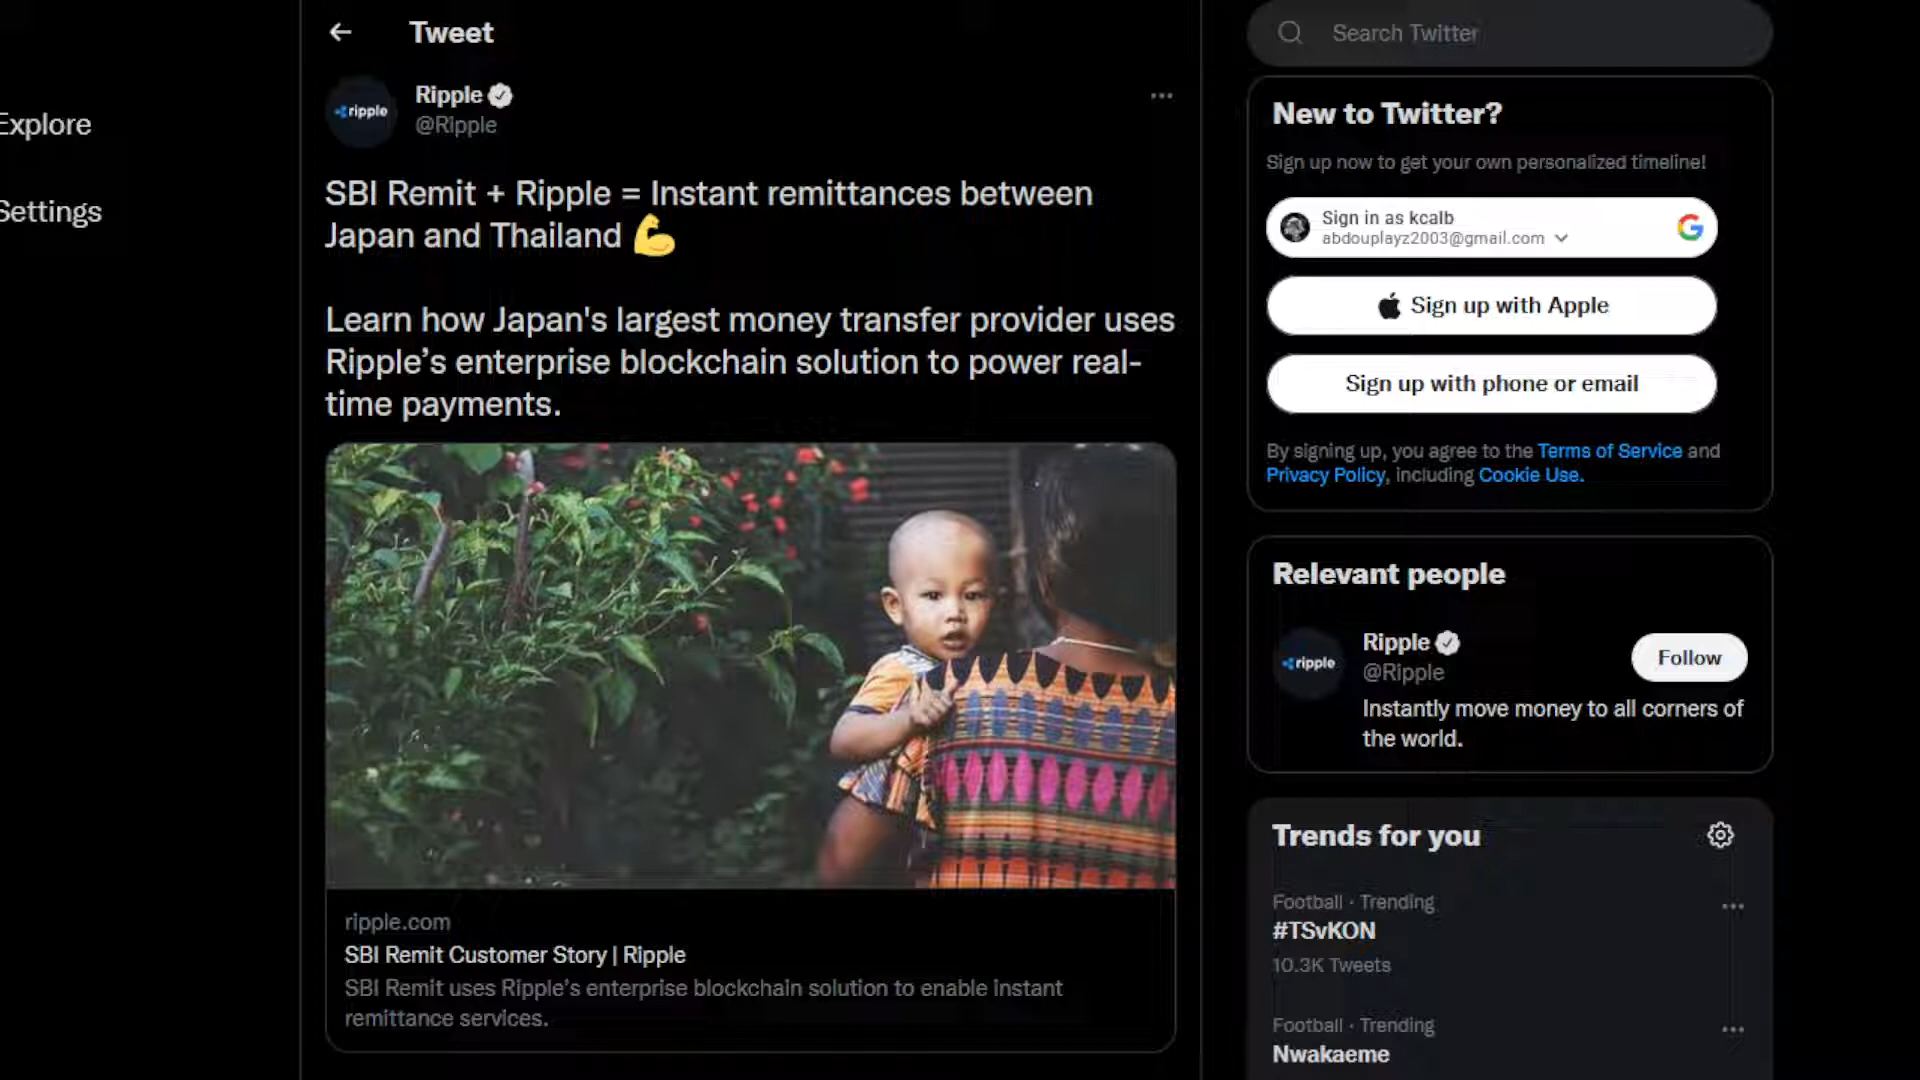 Explore
Settings
Tweet
ripple
Ripple
@Ripple
SBI Remit + Ripple = Instant remittances between
Japan and Thailand 💪
Learn how Japan's largest money transfer provider uses
Ripple’s enterprise blockchain solution to power real-
time payments.
ripple.com
SBI Remit Customer Story | Ripple
SBI Remit uses Ripple’s enterprise blockchain solution to enable instant
remittance services.
Search Twitter
New to Twitter?
Sign up now to get your own personalized timeline!
Sign in as kcalb
abdouplayz2003@gmail.com
Sign up with Apple
Sign up with phone or email
By signing up, you agree to the Terms of Service and
Privacy Policy, including Cookie Use.
Relevant people
ripple
Ripple
@Ripple
Follow
Instantly move money to all corners of
the world.
Trends for you
Football · Trending
#TSvKON
10.3K Tweets
Football · Trending
Nwakaeme